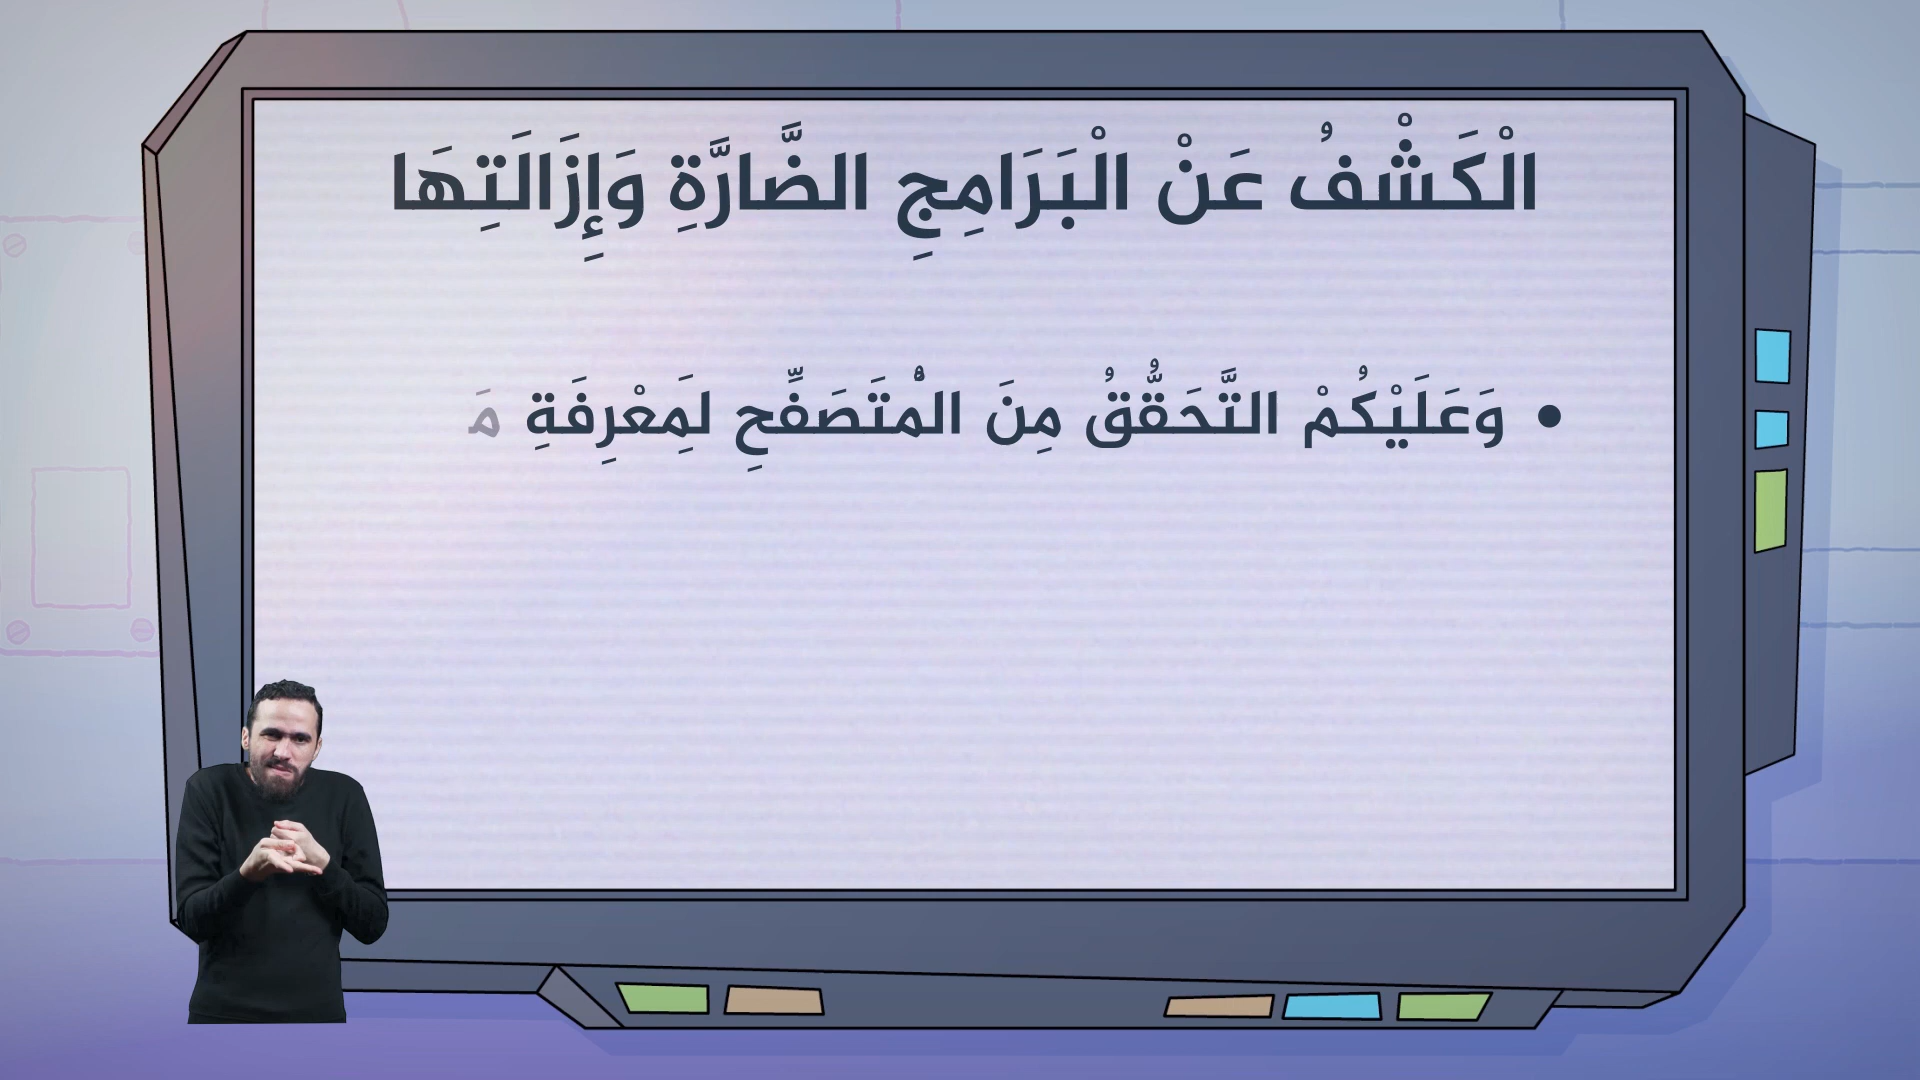 الْكَشْفُ عَنْ الْبَرَامِجِ الضَّارَّةِ وَإِزَالَتِهَا
• وَعَلَيْكُمْ التَّحَقُّقُ مِنَ الْمُتَصَفِّحِ لَمِعْرِفَةِ مَ